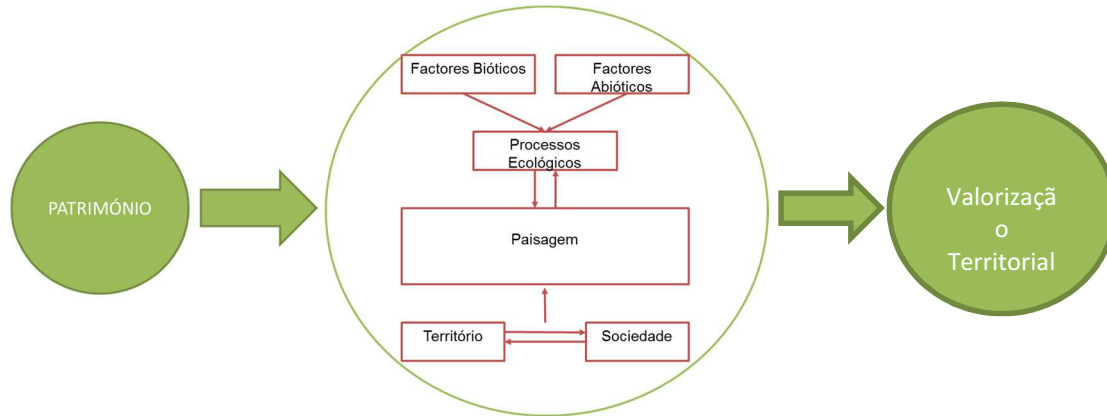 PATRIMÓNIO
Factores Bióticos
Factores
Abióticos
Processos
Ecológicos
Paisagem
Território
Sociedade
Valorizaçã
o
Territorial